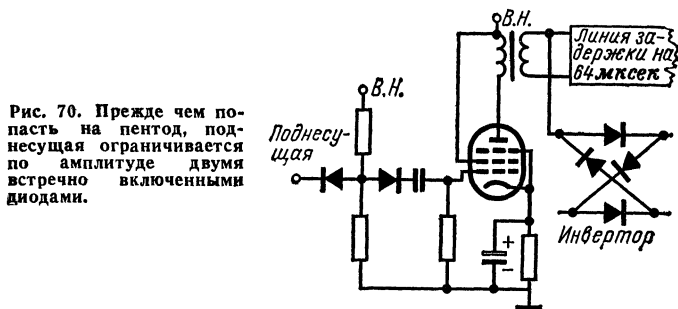 Рис. 70. Прежде чем по-
пасть на пентод, под-
несущая ограничивается
по амплитуде двумя
встречно включенными
диодами.
В.Н.
Линия за-
держки на
64 мксек
В.Н.
Поднесу-
щая
+
-
Инвертор